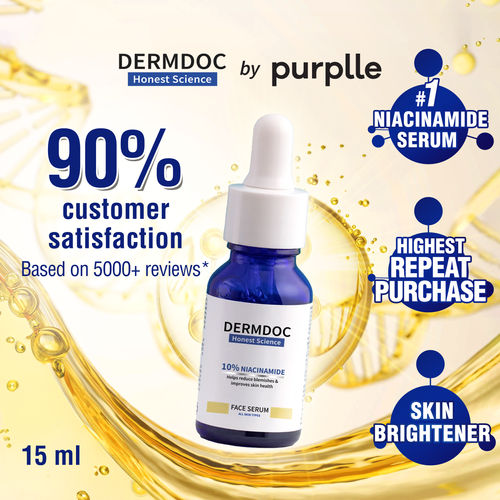 DERMDOC
Honest Science
by purplle
90%
customer
satisfaction
Based on 5000+ reviews*
#1
NIACINAMIDE
SERUM
HIGHEST
REPEAT
PURCHASE
SKIN
BRIGHTENER
DERMDOC
Honest Science
10% NIACINAMIDE
Helps reduce blemishes &
improves skin health
FACE SERUM
ALL SKIN TYPES
15 ml